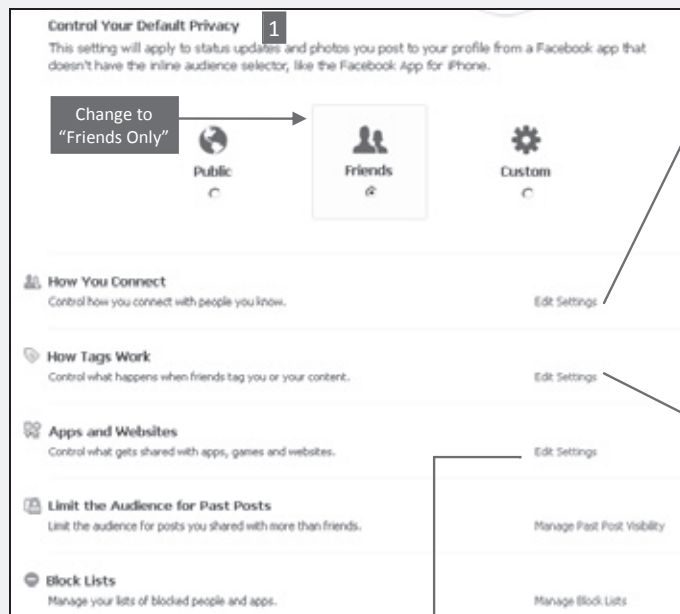 Control Your Default Privacy 1
This setting will apply to status updates and photos you post to your profile from a Facebook app that
doesn't have the inline audience selector, like the Facebook App for iPhone.
Change to
"Friends Only"
Public
Friends
Custom
How You Connect
Control how you connect with people you know.
Edit Settings
How Tags Work
Control what happens when friends tag you or your content.
Edit Settings
Apps and Websites
Control what gets shared with apps, games and websites.
Edit Settings
Limit the Audience for Past Posts
Limit the audience for posts you shared with more than friends.
Manage Past Post Visibility
Block Lists
Manage your lists of blocked people and apps.
Manage Block Lists